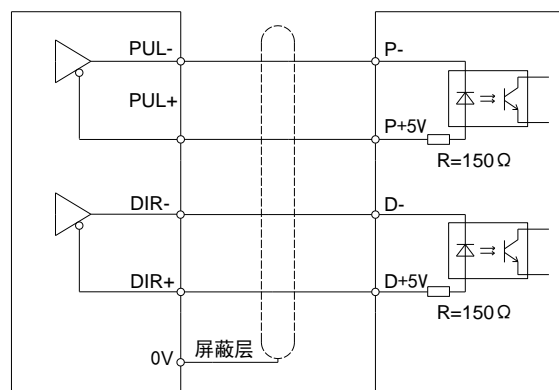 PUL- P-
PUL+
P+5V
R=150Ω
DIR- D-
DIR+ D+5V
R=150Ω
0V 屏蔽层